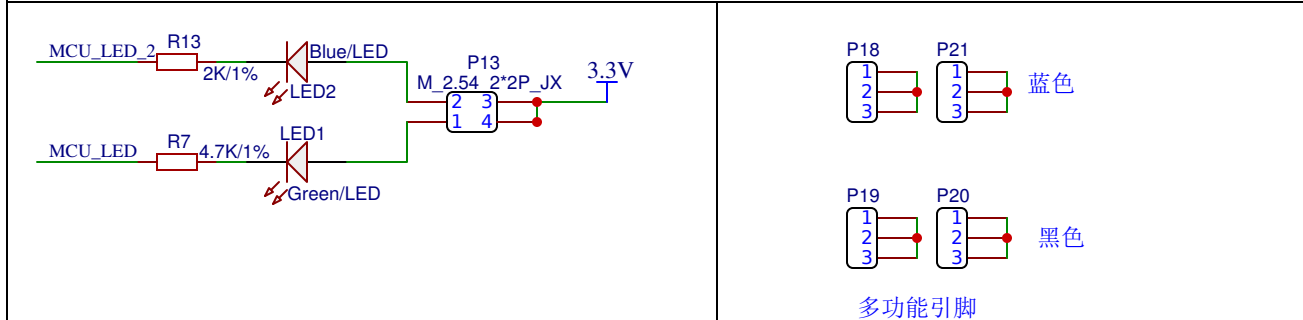 MCU_LED_2
R13
2K/1%
Blue/LED
LED2
P13
M_2.54_2*2P_JX
2 3
1 4
3.3V
MCU_LED
R7
4.7K/1%
LED1
Green/LED
P18
1
2
3
P21
1
2
3
蓝色
P19
1
2
3
P20
1
2
3
黑色
多功能引脚